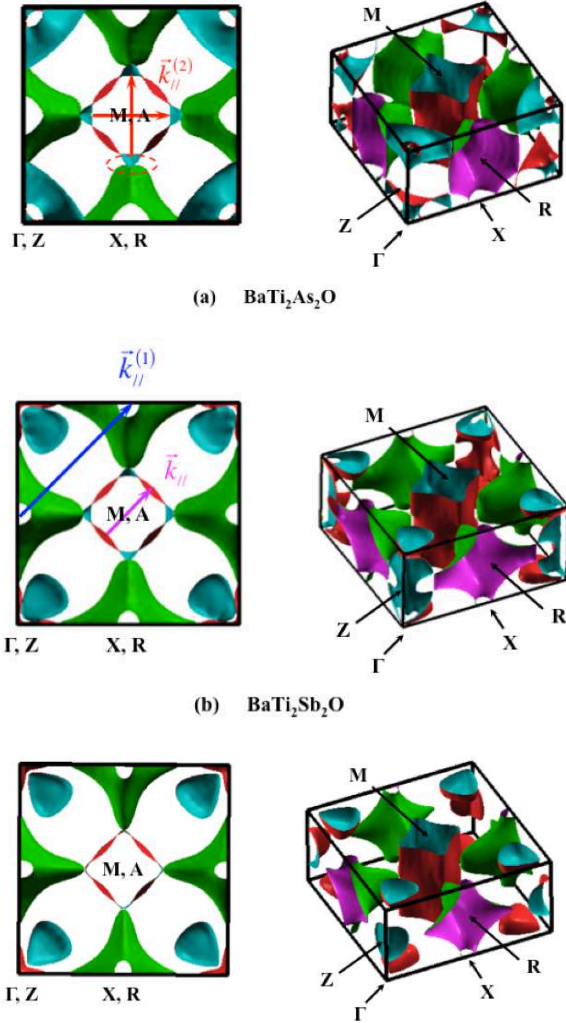 M
k⃗//(2)
M, A
R
Z
X
Γ
Γ, Z X, R
(a) BaTi2As2O
k⃗//(1)
M
k⃗//
M, A
R
Z
X
Γ
Γ, Z X, R
(b) BaTi2Sb2O
M
M, A
R
Z
X
Γ
Γ, Z X, R